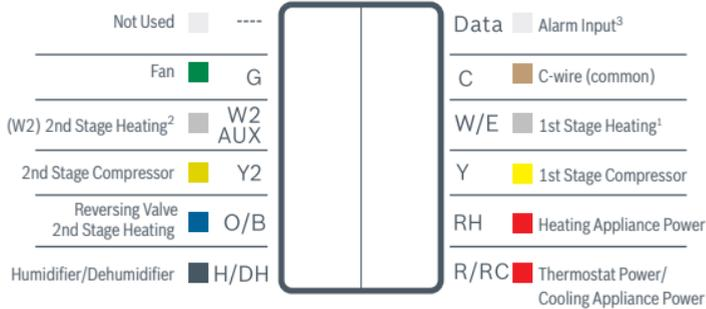 Not Used ---- Data Alarm Input³
Fan G C C-wire (common)
(W2) 2nd Stage Heating² W2 AUX W/E 1st Stage Heating¹
2nd Stage Compressor Y2 Y 1st Stage Compressor
Reversing Valve
2nd Stage Heating O/B RH Heating Appliance Power
Humidifier/Dehumidifier H/DH R/RC Thermostat Power/
Cooling Appliance Power